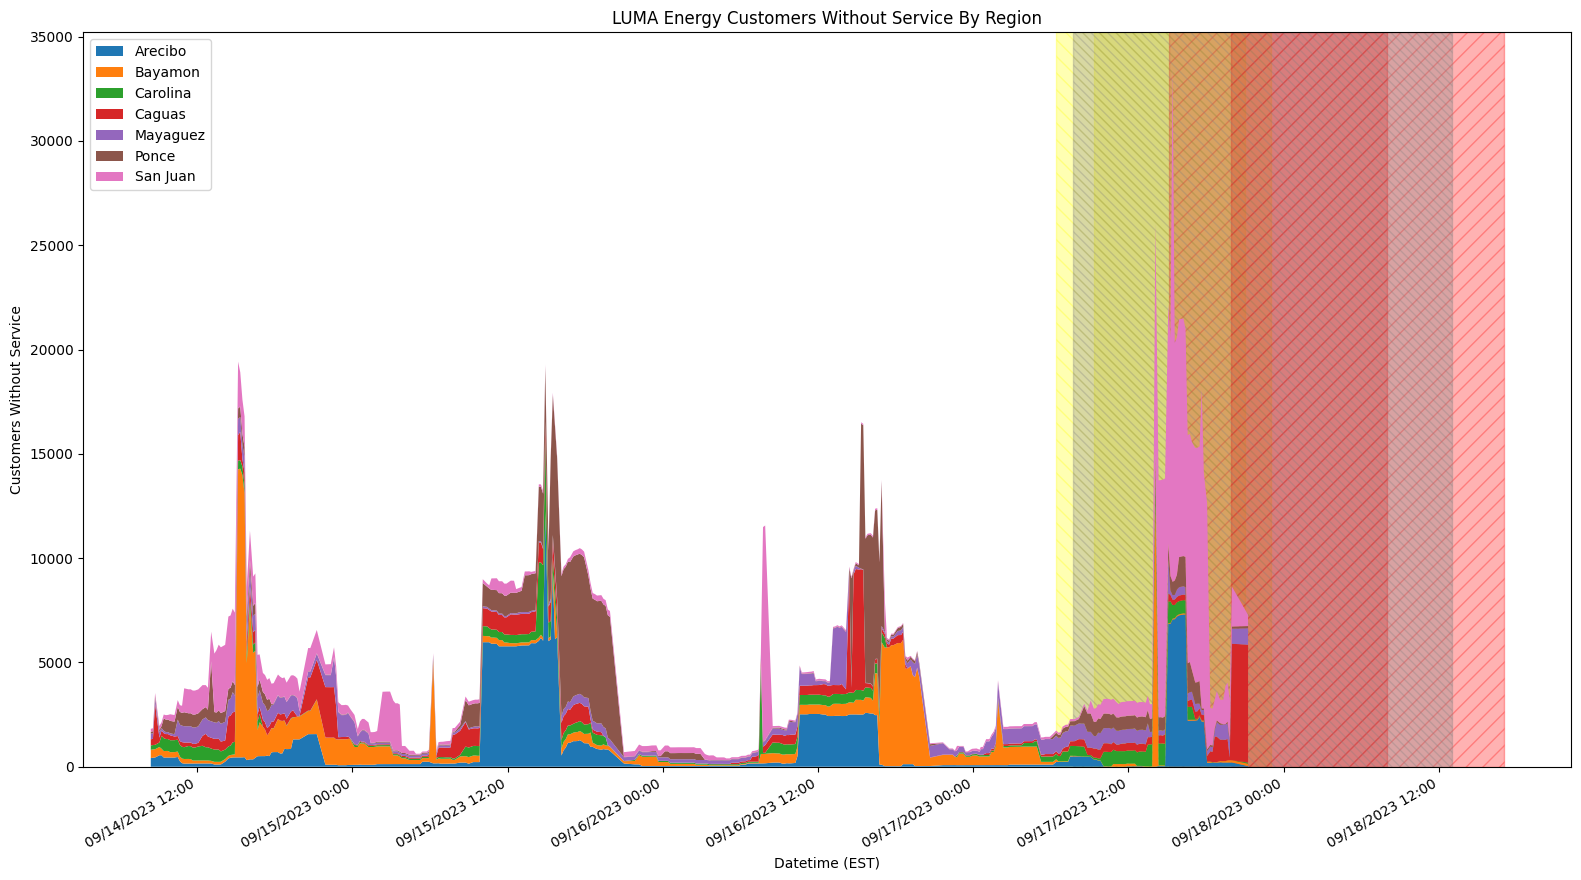 LUMA Energy Customers Without Service By Region
35000
30000
25000
20000
15000
10000
5000
0
Customers Without Service
Arecibo
Bayamon
Carolina
Caguas
Mayaguez
Ponce
San Juan
09/14/2023 12:00
09/15/2023 00:00
09/15/2023 12:00
09/16/2023 00:00
09/16/2023 12:00
09/17/2023 00:00
09/17/2023 12:00
09/18/2023 00:00
09/18/2023 12:00
Datetime (EST)